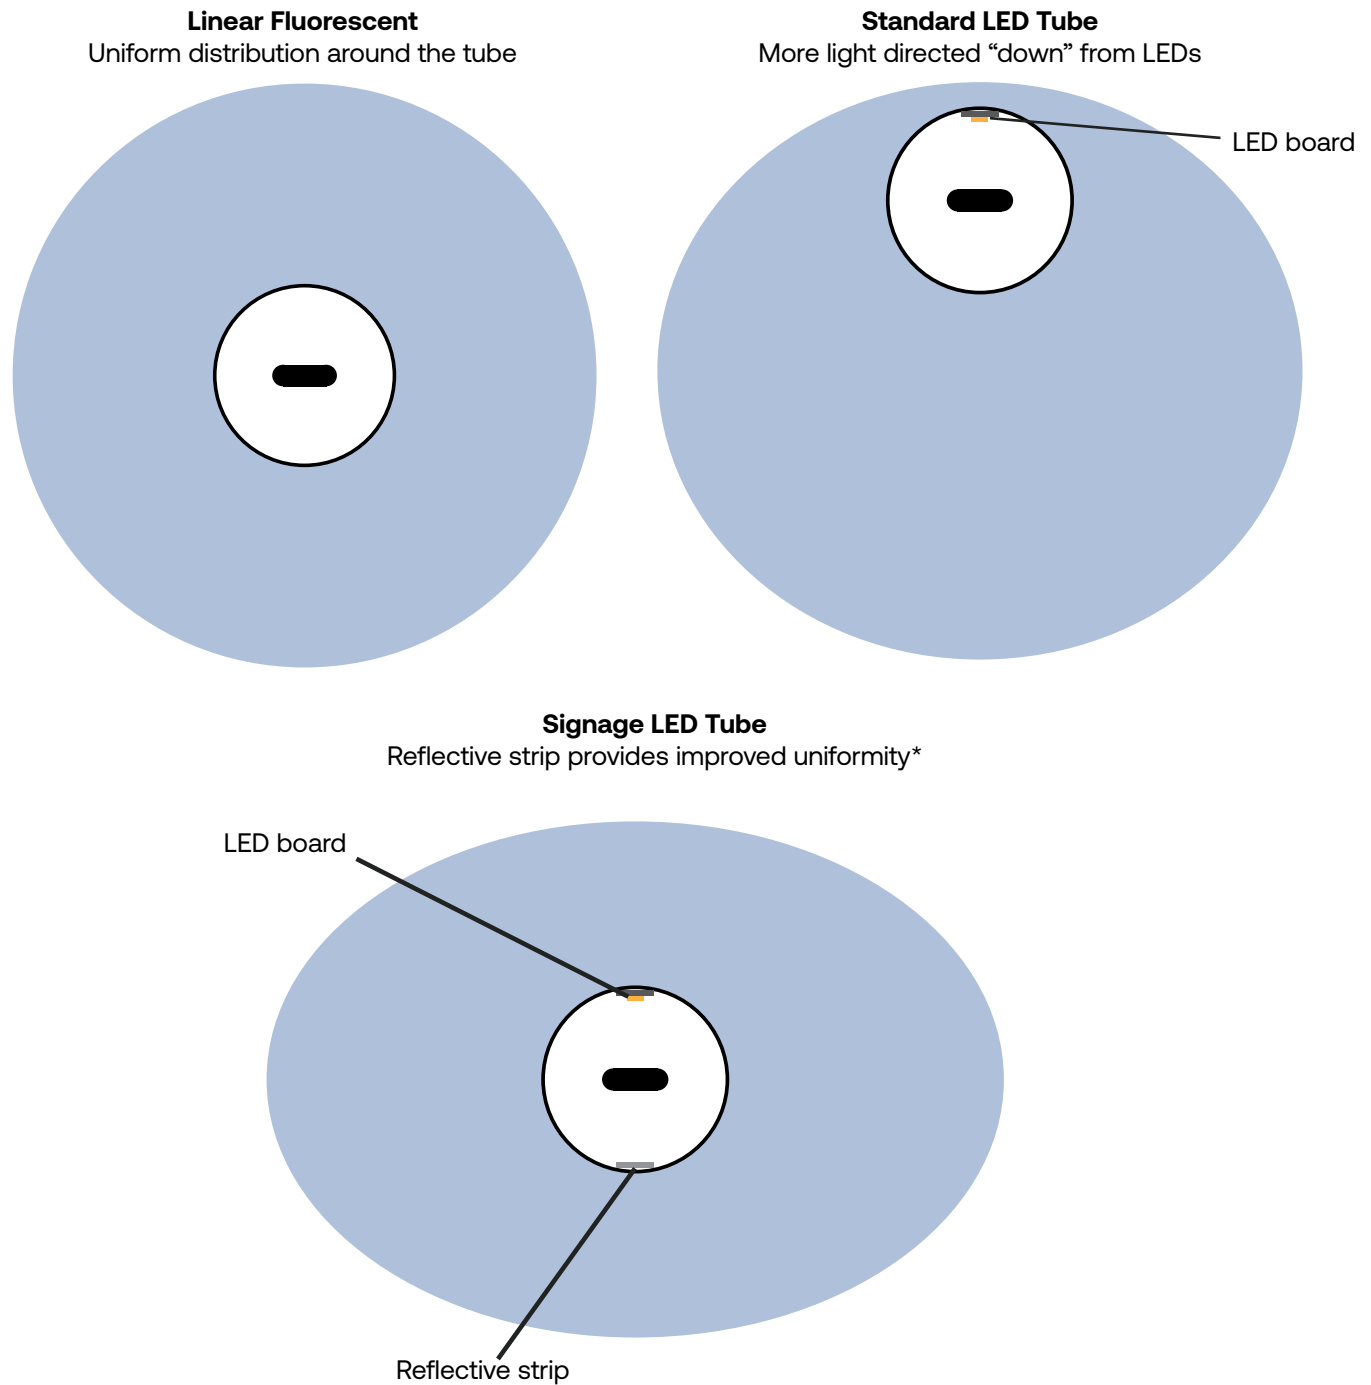 Linear Fluorescent
Uniform distribution around the tube
Standard LED Tube
More light directed “down” from LEDs
LED board
Signage LED Tube
Reflective strip provides improved uniformity*
LED board
Reflective strip